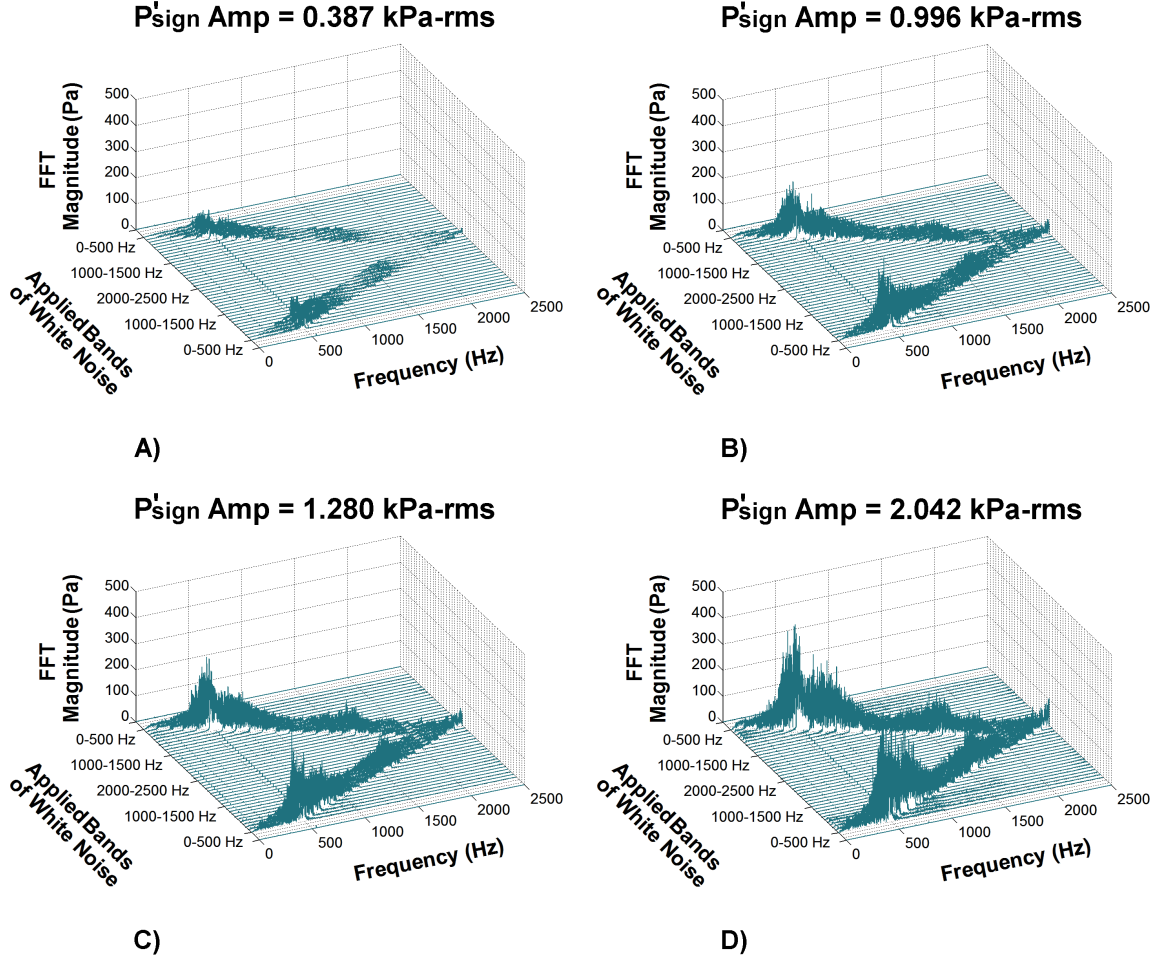 P'sign Amp = 0.387 kPa-rms
FFT
Magnitude (Pa)
500
400
300
200
100
0
0-500 Hz
1000-1500 Hz
2000-2500 Hz
1000-1500 Hz
0-500 Hz
Applied Bands
of White Noise
0
500
1000
1500
2000
2500
Frequency (Hz)
A)
P'sign Amp = 0.996 kPa-rms
FFT
Magnitude (Pa)
500
400
300
200
100
0
0-500 Hz
1000-1500 Hz
2000-2500 Hz
1000-1500 Hz
0-500 Hz
Applied Bands
of White Noise
0
500
1000
1500
2000
2500
Frequency (Hz)
B)
P'sign Amp = 1.280 kPa-rms
FFT
Magnitude (Pa)
500
400
300
200
100
0
0-500 Hz
1000-1500 Hz
2000-2500 Hz
1000-1500 Hz
0-500 Hz
Applied Bands
of White Noise
0
500
1000
1500
2000
2500
Frequency (Hz)
C)
P'sign Amp = 2.042 kPa-rms
FFT
Magnitude (Pa)
500
400
300
200
100
0
0-500 Hz
1000-1500 Hz
2000-2500 Hz
1000-1500 Hz
0-500 Hz
Applied Bands
of White Noise
0
500
1000
1500
2000
2500
Frequency (Hz)
D)